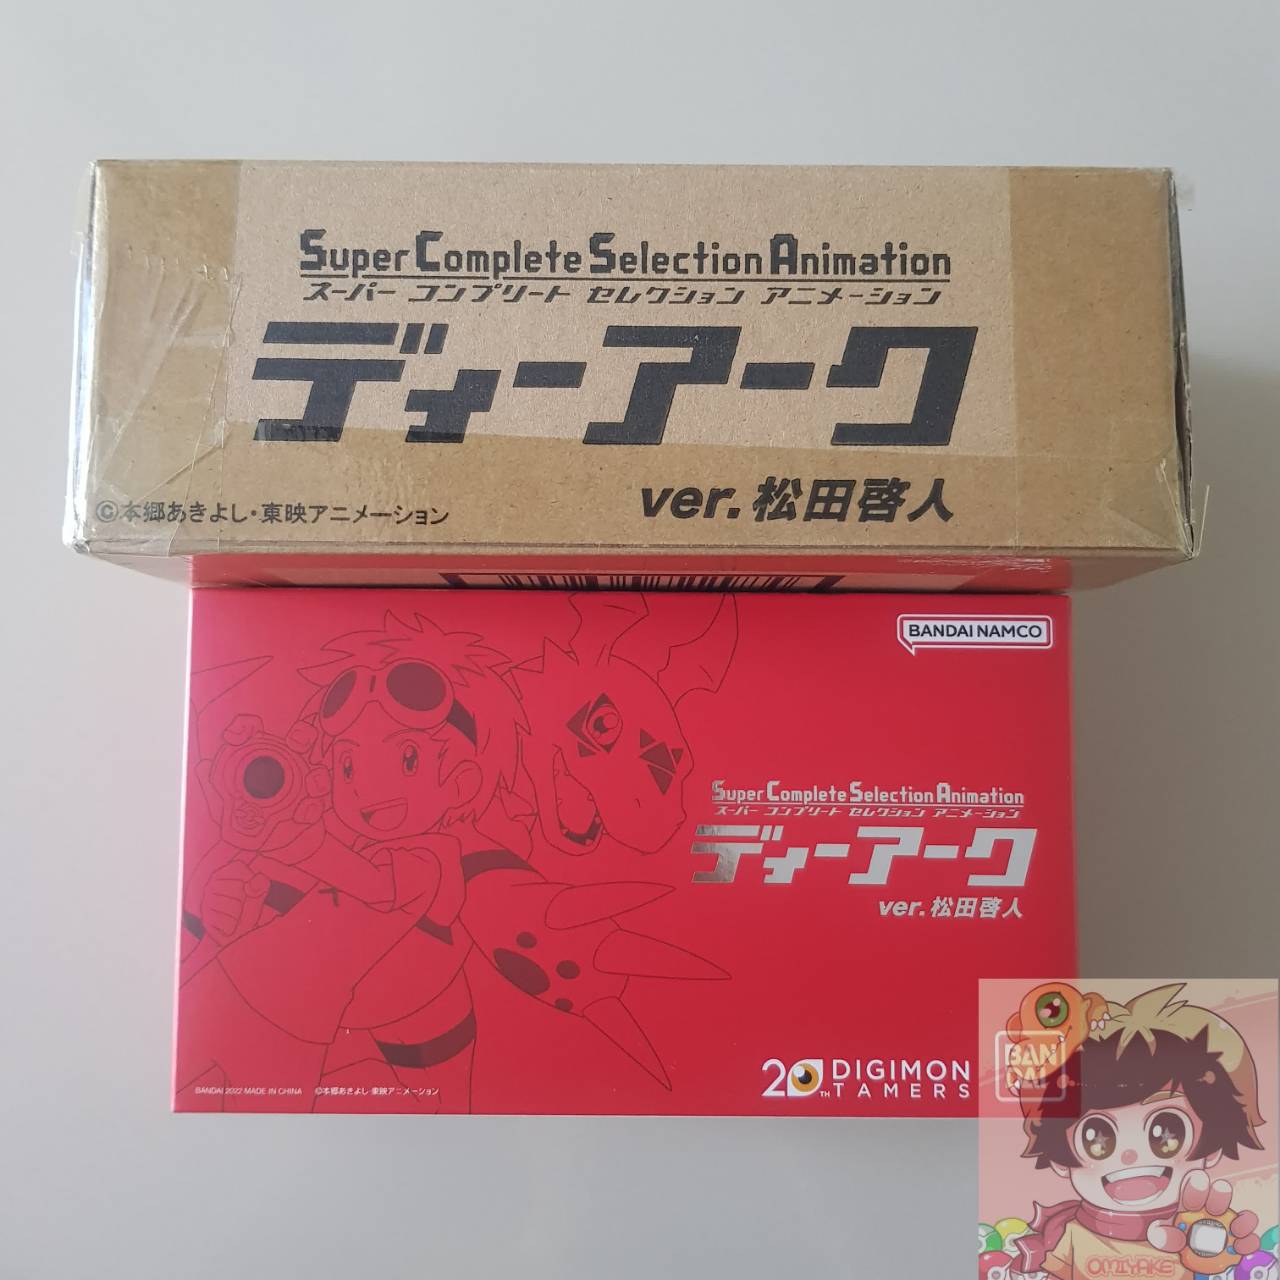 Super Complete Selection Animation
スーパー コンプリート セレクション アニメーション
ディーアーク
ver.松田啓人
©本郷あきよし・東映アニメーション
BANDAI NAMCO
Super Complete Selection Animation
スーパー コンプリート セレクション アニメーション
ディーアーク
ver.松田啓人
20TH DIGIMON
TAMERS
BAN
DAI
BANDAI 2022 MADE IN CHINA ©本郷あきよし・東映アニメーション
OMIYAKE